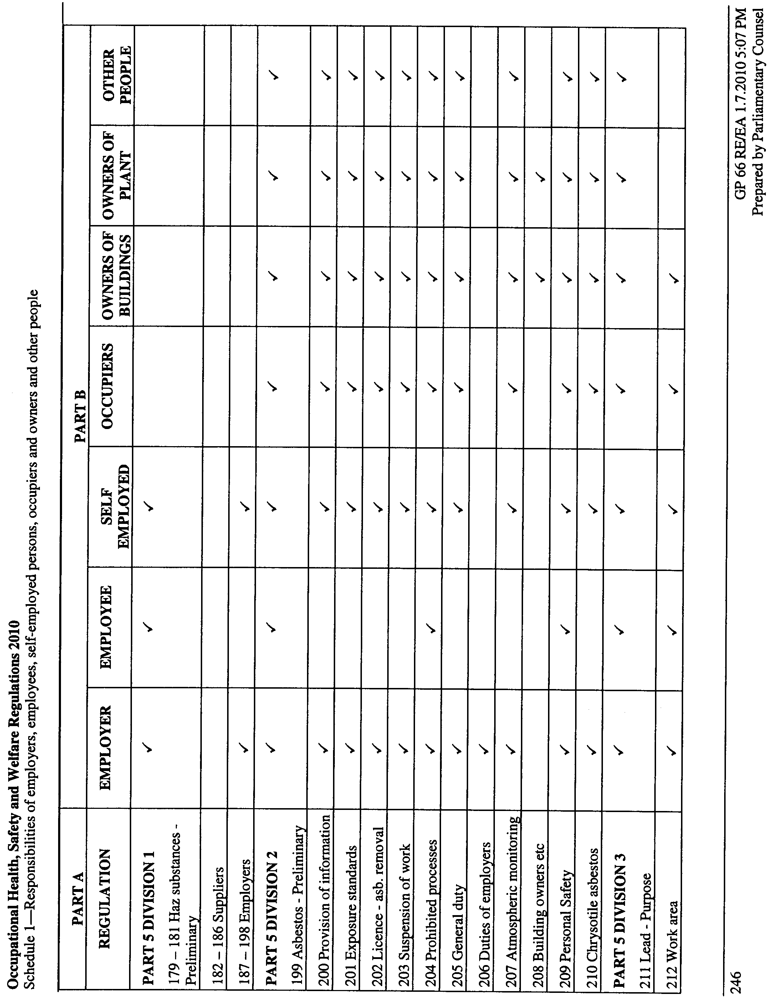 Occupational Health, Safety and Welfare Regulations 2010
Schedule 1—Responsibilities of employers, employees, self-employed persons, occupiers and owners and other people
PART A PART B
REGULATION EMPLOYER EMPLOYEE SELF EMPLOYED OCCUPIERS OWNERS OF BUILDINGS OWNERS OF PLANT OTHER PEOPLE
PART 5 DIVISION 1 ✓ ✓ ✓
179 – 181 Haz substances -
Preliminary
182 – 186 Suppliers
187 – 198 Employers ✓ ✓
PART 5 DIVISION 2 ✓ ✓ ✓ ✓ ✓ ✓ ✓
199 Asbestos - Preliminary
200 Provision of information ✓ ✓ ✓ ✓ ✓ ✓
201 Exposure standards ✓ ✓ ✓ ✓ ✓ ✓
202 Licence - asb. removal ✓ ✓ ✓ ✓ ✓ ✓
203 Suspension of work ✓ ✓ ✓ ✓ ✓ ✓
204 Prohibited processes ✓ ✓ ✓ ✓ ✓ ✓ ✓
205 General duty ✓ ✓ ✓ ✓ ✓ ✓
206 Duties of employers ✓
207 Atmospheric monitoring ✓ ✓ ✓ ✓ ✓ ✓
208 Building owners etc ✓ ✓
209 Personal Safety ✓ ✓ ✓ ✓ ✓ ✓ ✓
210 Chrysotile asbestos ✓ ✓ ✓ ✓ ✓ ✓
PART 5 DIVISION 3 ✓ ✓ ✓ ✓ ✓ ✓ ✓
211 Lead - Purpose
212 Work area ✓ ✓ ✓ ✓ ✓
246 GP 66 RE/EA 1.7.2010 5:07 PM
Prepared by Parliamentary Counsel